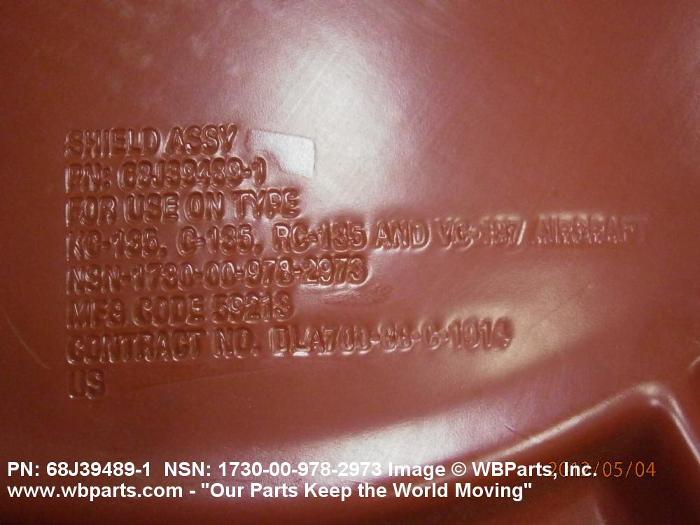 SHIELD ASSY
PN: 68J39489-1
FOR USE ON TYPE
KC-135, C-135, RC-135 AND VC-137 AIRCRAFT
NSN-1730-00-978-2973
MFG CODE 59213
CONTRACT NO. DLA700-88-C-1014
US
PN: 68J39489-1 NSN: 1730-00-978-2973 Image © WBParts, Inc.
/05/04
www.wbparts.com - "Our Parts Keep the World Moving"